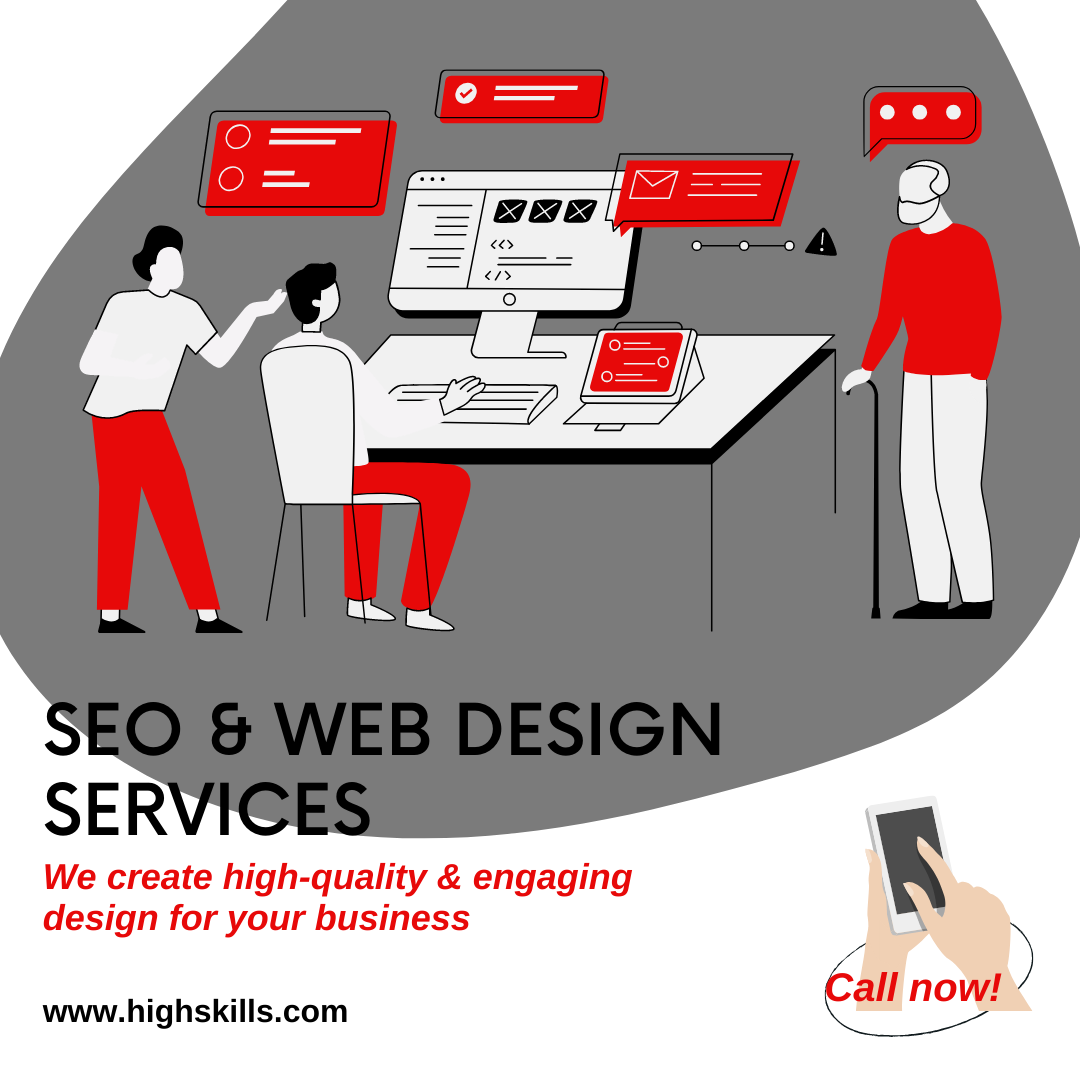 SEO & WEB DESIGN
SERVICES
We create high-quality & engaging
design for your business
www.highskills.com
Call now!